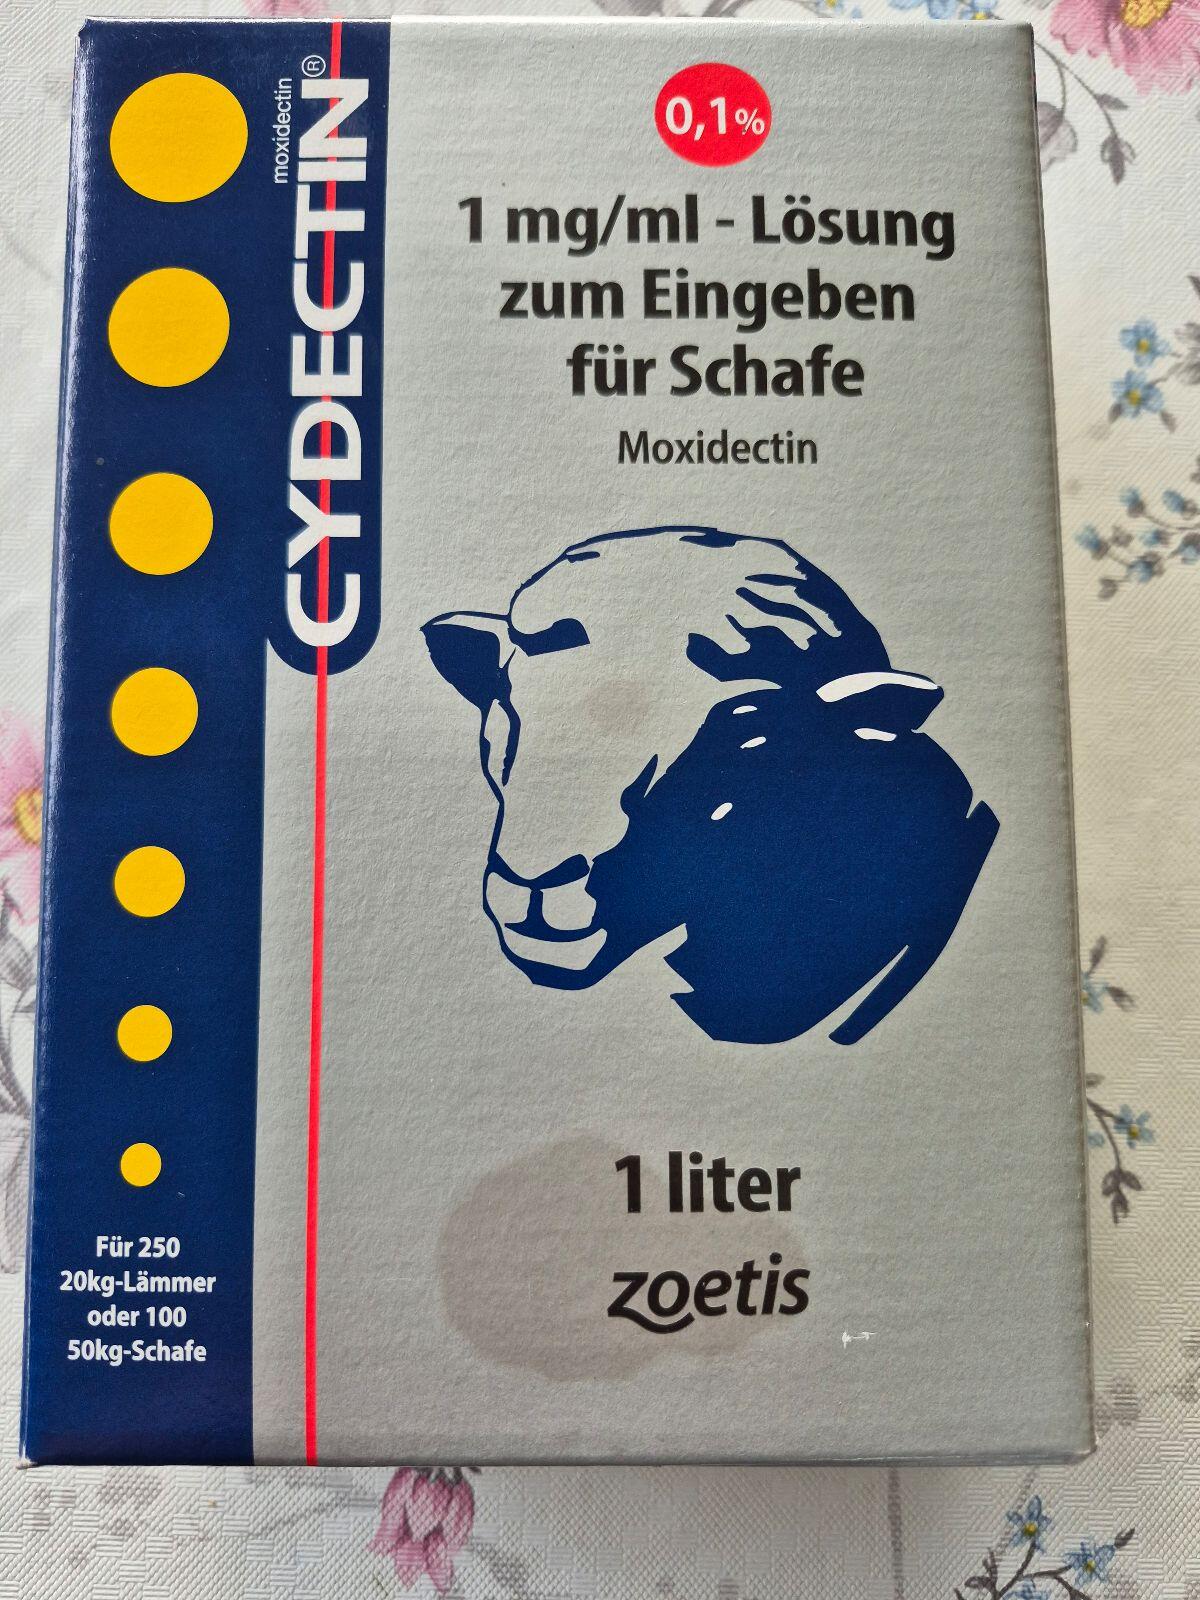 moxidectin
CYDECTIN®
0,1%
1 mg/ml - Lösung
zum Eingeben
für Schafe
Moxidectin
1 liter
zoetis
Für 250
20kg-Lämmer
oder 100
50kg-Schafe